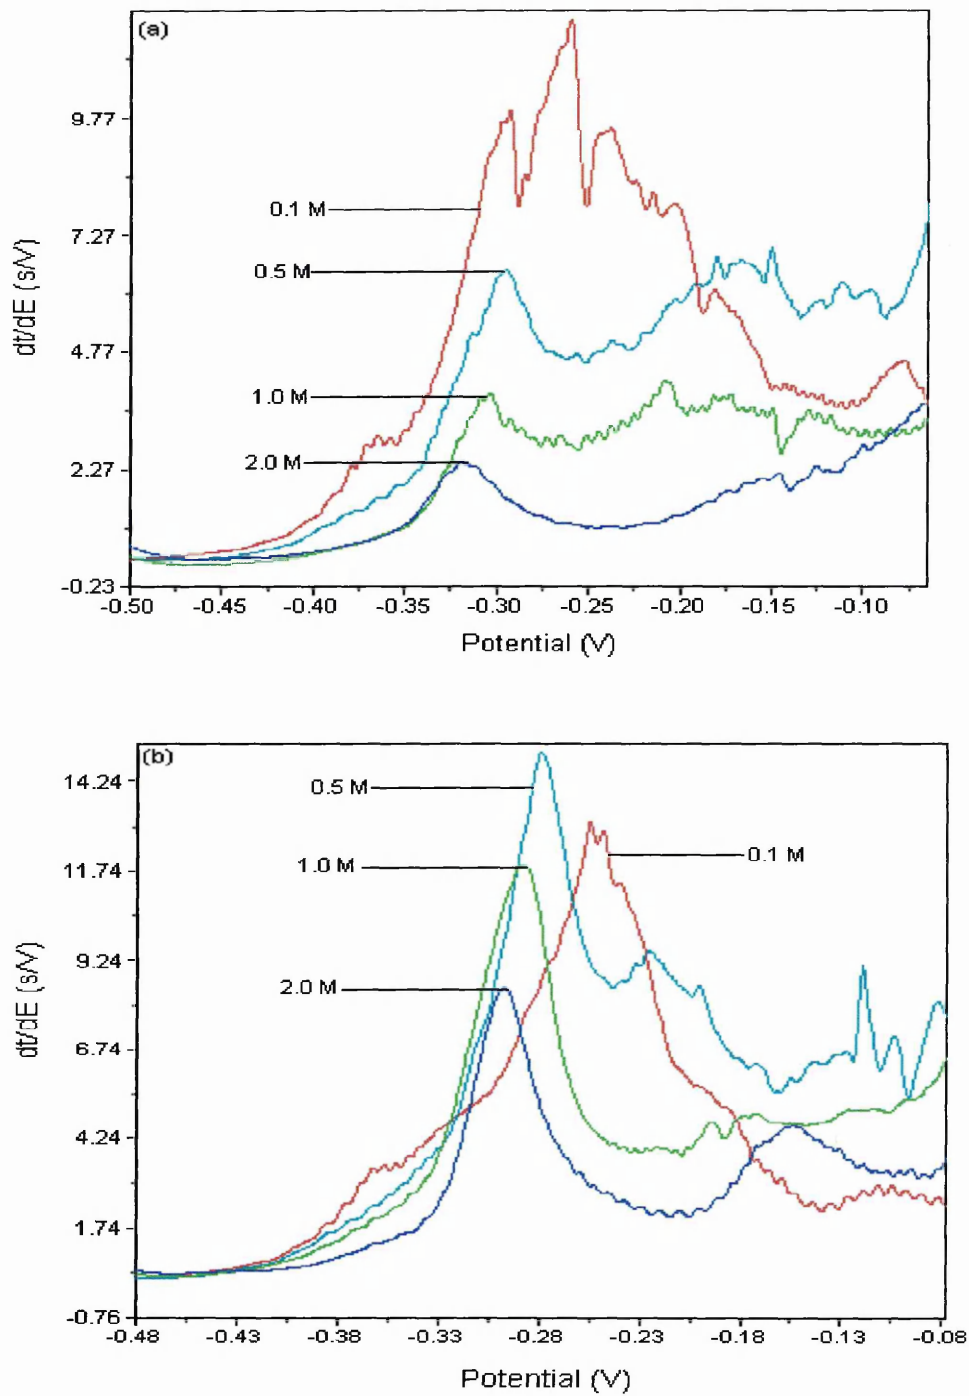 (a)
9.77
7.27
4.77
2.27
-0.23
dt/dE (s/V)
0.1 M
0.5 M
1.0 M
2.0 M
-0.50 -0.45 -0.40 -0.35 -0.30 -0.25 -0.20 -0.15 -0.10
Potential (V)
(b)
14.24
11.74
9.24
6.74
4.24
1.74
-0.76
dt/dE (s/V)
0.5 M
0.1 M
1.0 M
2.0 M
-0.48 -0.43 -0.38 -0.33 -0.28 -0.23 -0.18 -0.13 -0.08
Potential (V)